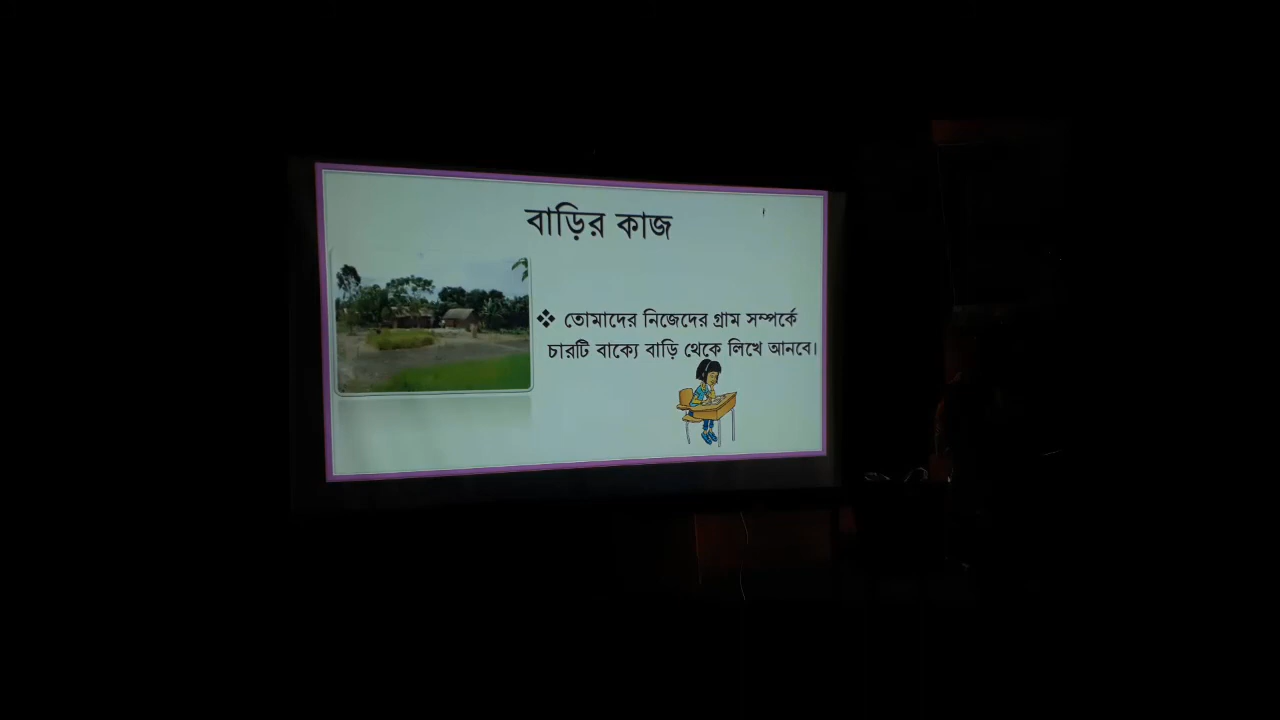 বাড়ির কাজ
❖ তোমাদের নিজেদের গ্রাম সম্পর্কে
চারটি বাক্যে বাড়ি থেকে লিখে আনবে।